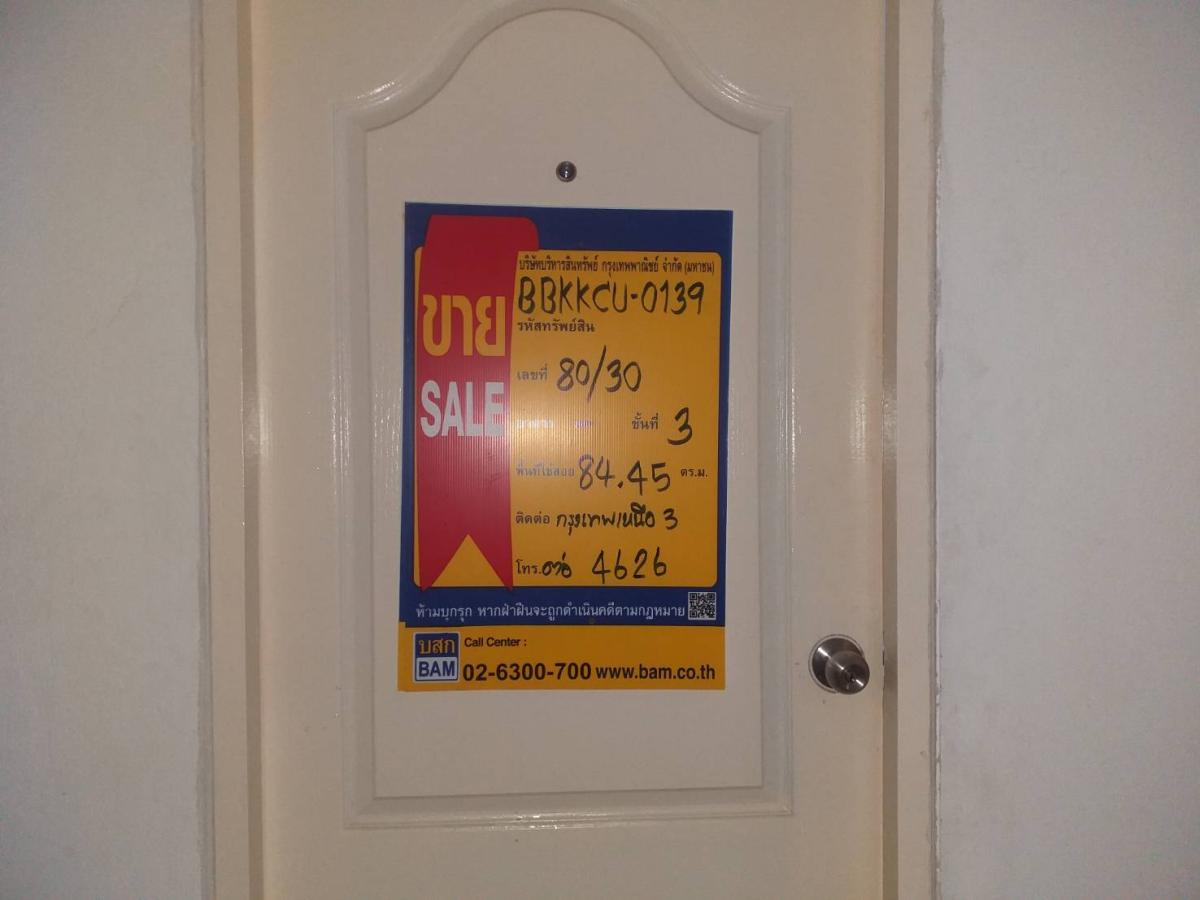 บริษัทบริหารสินทรัพย์ กรุงเทพพาณิชย์ จำกัด (มหาชน)
BBKKCU-0139
รหัสทรัพย์สิน
ขาย
SALE
เลขที่ 80/30
ชั้นที่ 3
พื้นที่ใช้สอย 84.45 ตร.ม.
ติดต่อ กรุงเทพเหนือ 3
โทร. ต่อ 4626
ห้ามบุกรุก หากฝ่าฝืนจะถูกดำเนินคดีตามกฎหมาย
บสก
BAM
Call Center :
02-6300-700 www.bam.co.th